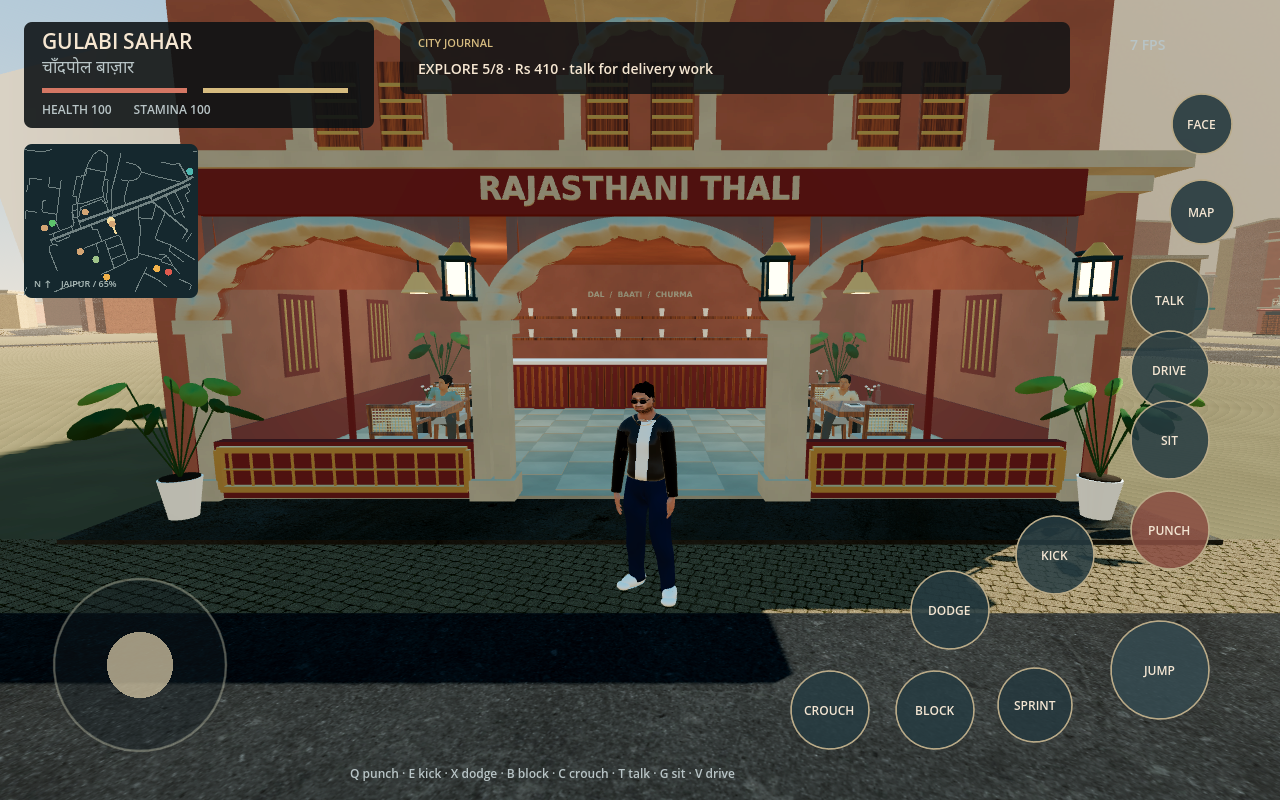 GULABI SAHAR
चाँदपोल बाज़ार
HEALTH 100 STAMINA 100
CITY JOURNAL
EXPLORE 5/8 · Rs 410 · talk for delivery work
7 FPS
FACE
MAP
N ↑ JAIPUR / 65%
RAJASTHANI THALI
DAL / BAATI / CHURMA
TALK
DRIVE
SIT
PUNCH
KICK
DODGE
JUMP
CROUCH
BLOCK
SPRINT
Q punch · E kick · X dodge · B block · C crouch · T talk · G sit · V drive